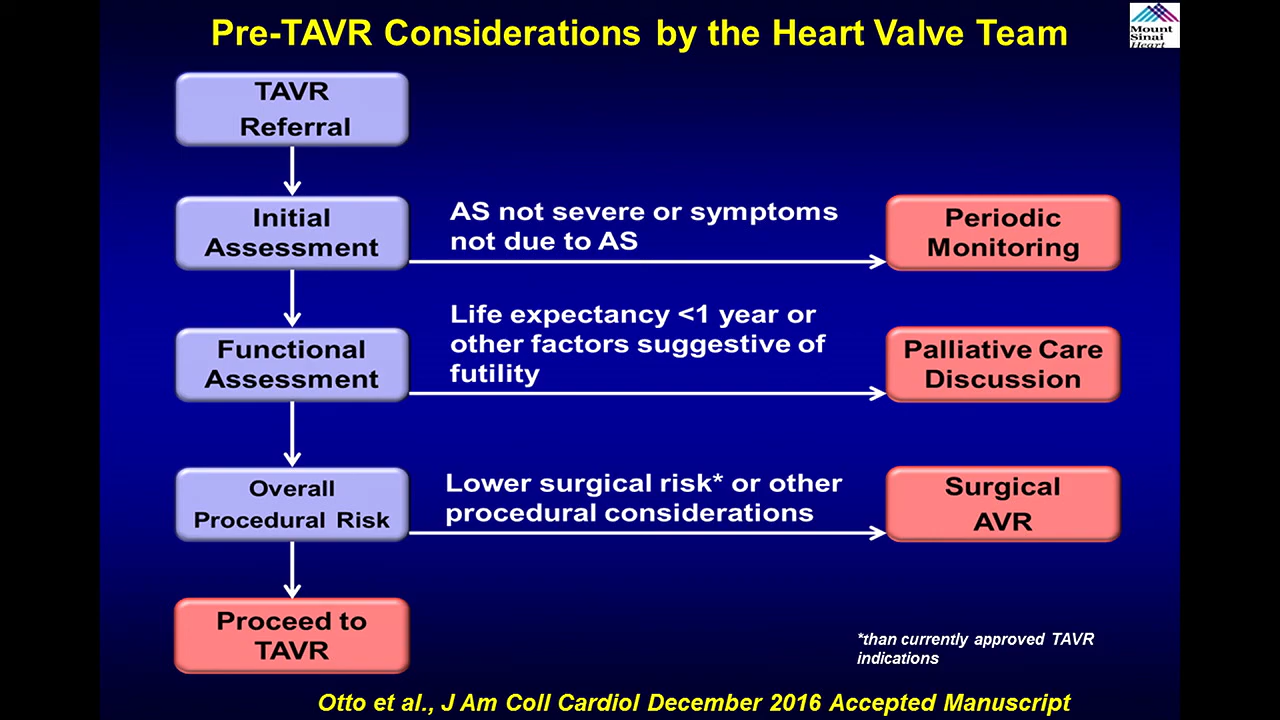 Pre-TAVR Considerations by the Heart Valve Team
Mount
Sinai
Heart
TAVR
Referral
Initial
Assessment
AS not severe or symptoms
not due to AS
Periodic
Monitoring
Functional
Assessment
Life expectancy <1 year or
other factors suggestive of
futility
Palliative Care
Discussion
Overall
Procedural Risk
Lower surgical risk* or other
procedural considerations
Surgical
AVR
Proceed to
TAVR
*than currently approved TAVR
indications
Otto et al., J Am Coll Cardiol December 2016 Accepted Manuscript